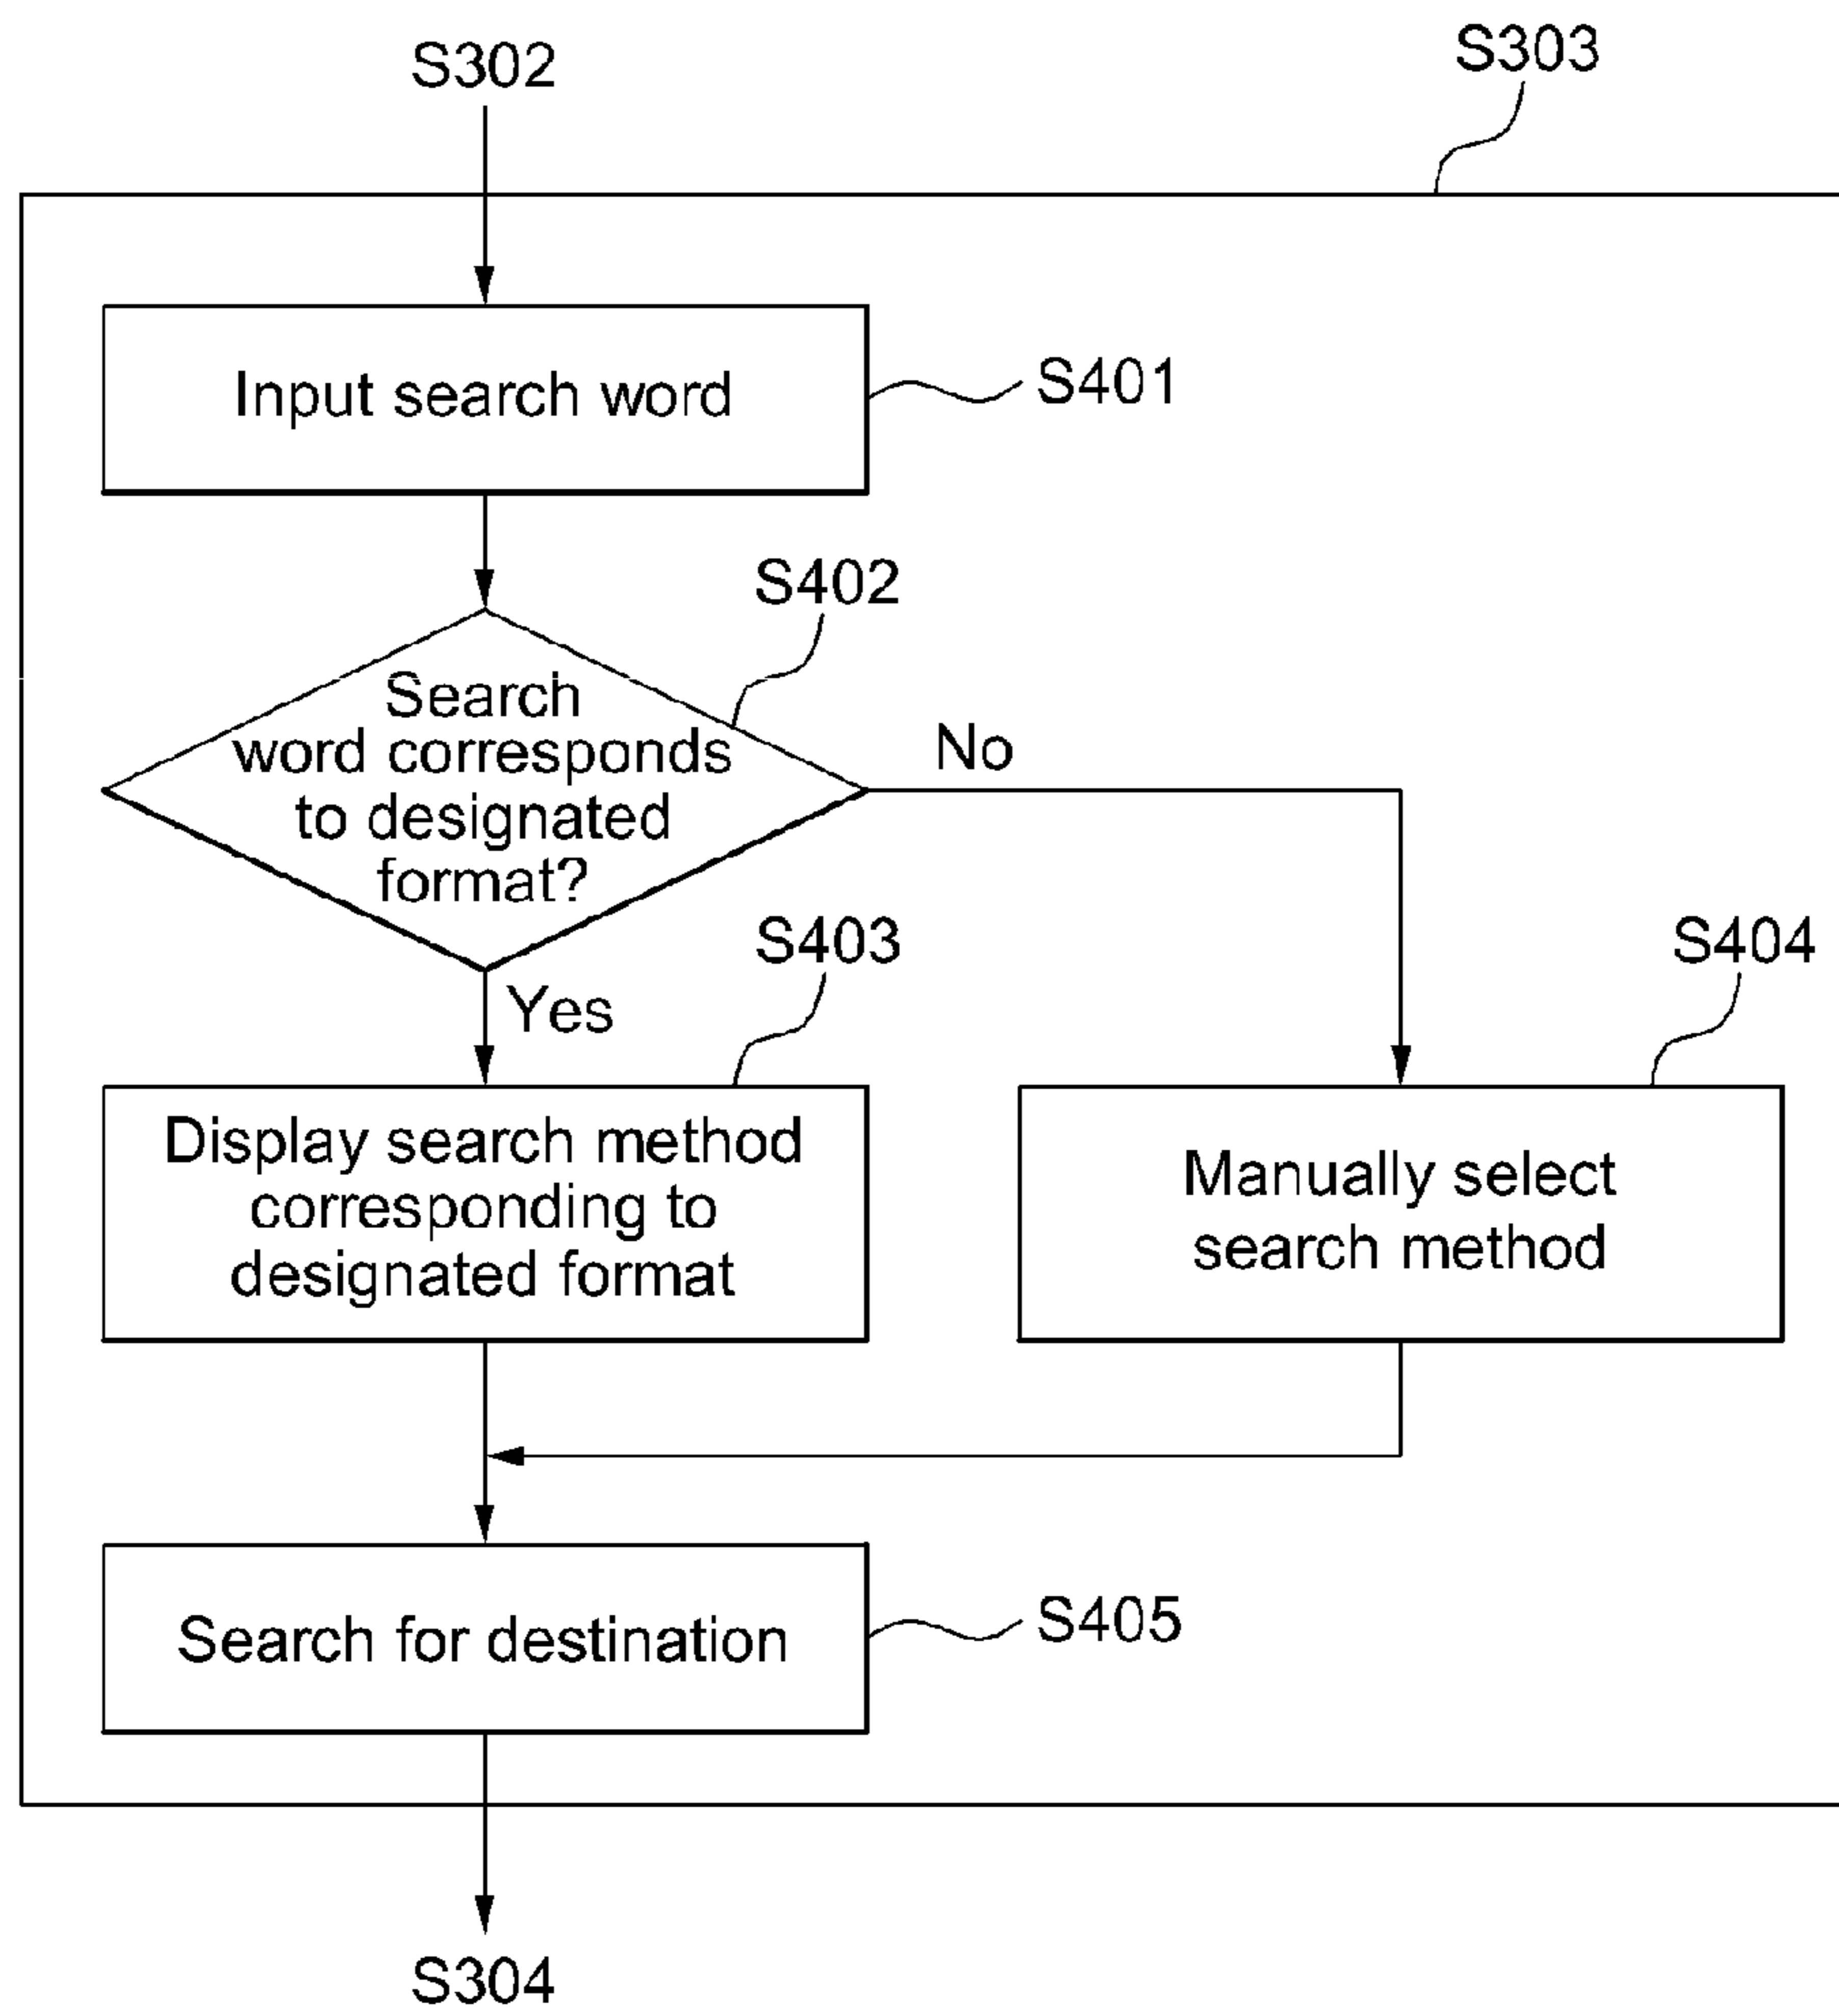 S302
S303
Input search word
S401
S402
Search
word corresponds
to designated
format?
No
Yes
S403
S404
Display search method
corresponding to
designated format
Manually select
search method
Search for destination
S405
S304